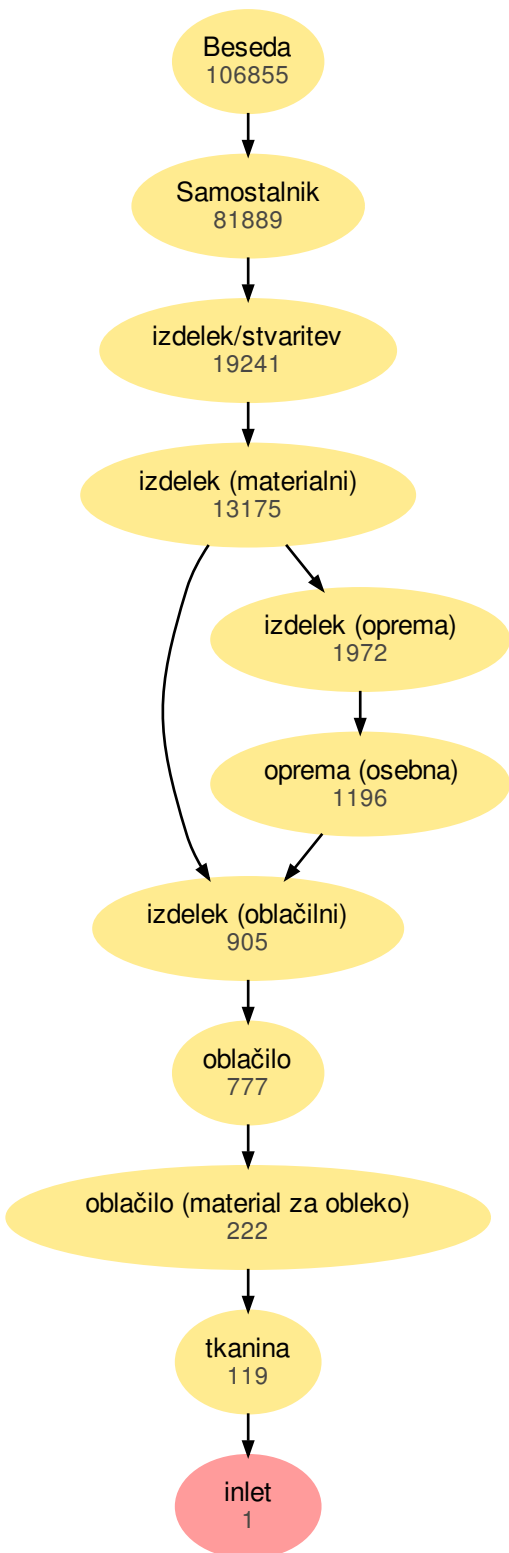 Beseda
106855
Samostalnik
81889
izdelek/stvaritev
19241
izdelek (materialni)
13175
izdelek (oprema)
1972
oprema (osebna)
1196
izdelek (oblačilni)
905
oblačilo
777
oblačilo (material za obleko)
222
tkanina
119
inlet
1